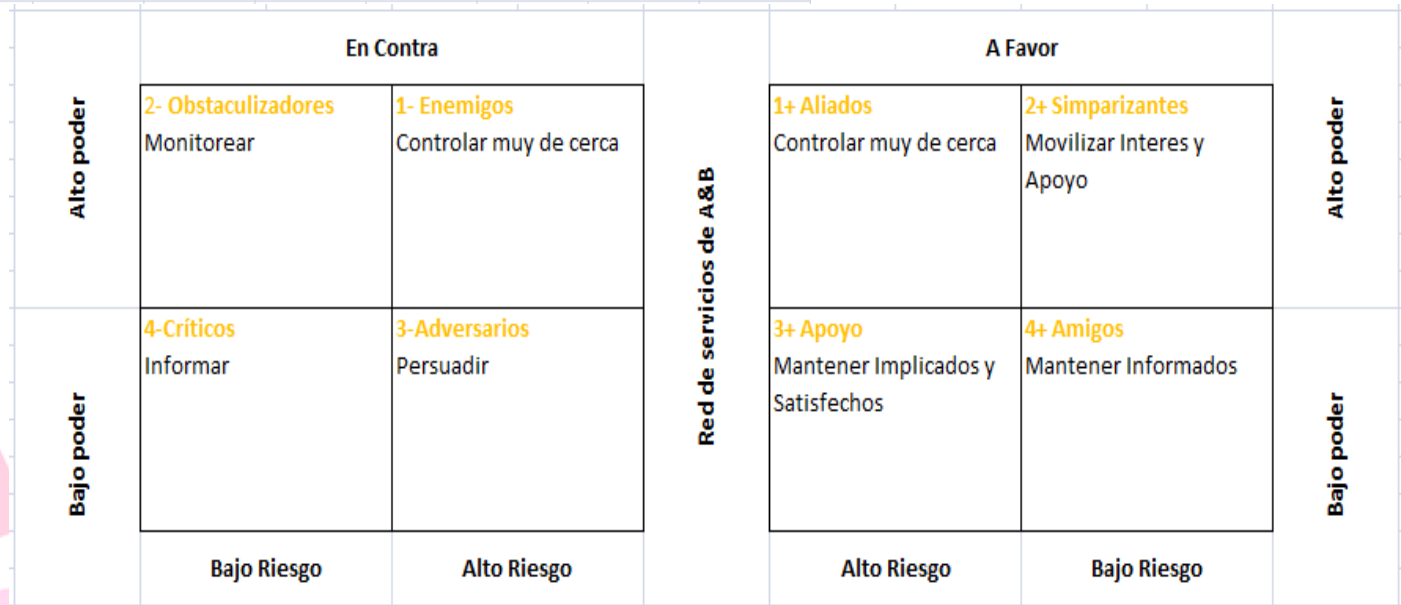 En Contra
A Favor
Alto poder
2- Obstaculizadores
Monitorear
1- Enemigos
Controlar muy de cerca
Red de servicios de A&B
1+ Aliados
Controlar muy de cerca
2+ Simparizantes
Movilizar Interes y
Apoyo
Alto poder
Bajo poder
4-Críticos
Informar
3-Adversarios
Persuadir
3+ Apoyo
Mantener Implicados y
Satisfechos
4+ Amigos
Mantener Informados
Bajo poder
Bajo Riesgo
Alto Riesgo
Alto Riesgo
Bajo Riesgo